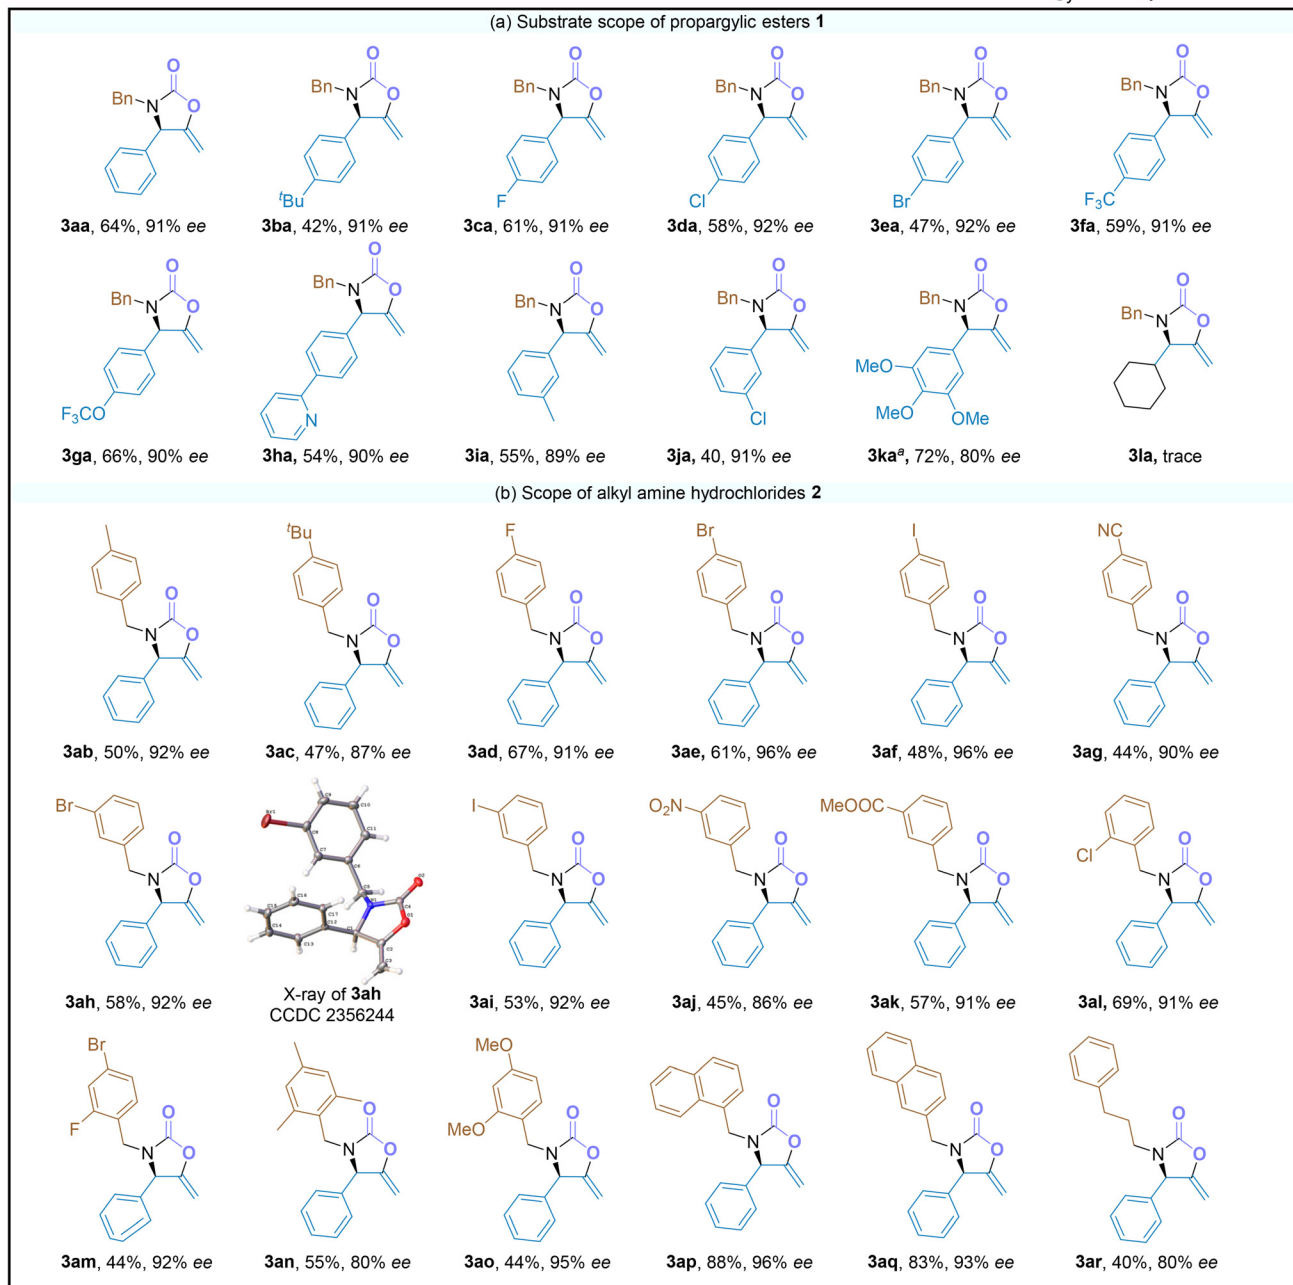 (a) Substrate scope of propargylic esters 1
O O O O O O
Bn N O Bn N O Bn N O Bn N O Bn N O Bn N O
tBu F Cl Br F3C
3aa, 64%, 91% ee 3ba, 42%, 91% ee 3ca, 61%, 91% ee 3da, 58%, 92% ee 3ea, 47%, 92% ee 3fa, 59%, 91% ee
O O O O O O
Bn N O Bn N O Bn N O Bn N O Bn N O Bn N O
MeO
F3CO N Cl MeO OMe
3ga, 66%, 90% ee 3ha, 54%, 90% ee 3ia, 55%, 89% ee 3ja, 40, 91% ee 3kaa, 72%, 80% ee 3la, trace
(b) Scope of alkyl amine hydrochlorides 2
tBu F Br I NC
O O O O O O
N O N O N O N O N O N O
3ab, 50%, 92% ee 3ac, 47%, 87% ee 3ad, 67%, 91% ee 3ae, 61%, 96% ee 3af, 48%, 96% ee 3ag, 44%, 90% ee
Br I O2N MeOOC Cl
O O O O O
N O N O N O N O N O
3ah, 58%, 92% ee X-ray of 3ah 3ai, 53%, 92% ee 3aj, 45%, 86% ee 3ak, 57%, 91% ee 3al, 69%, 91% ee
CCDC 2356244
Br MeO
F MeO
O O O O O O
N O N O N O N O N O N O
3am, 44%, 92% ee 3an, 55%, 80% ee 3ao, 44%, 95% ee 3ap, 88%, 96% ee 3aq, 83%, 93% ee 3ar, 40%, 80% ee